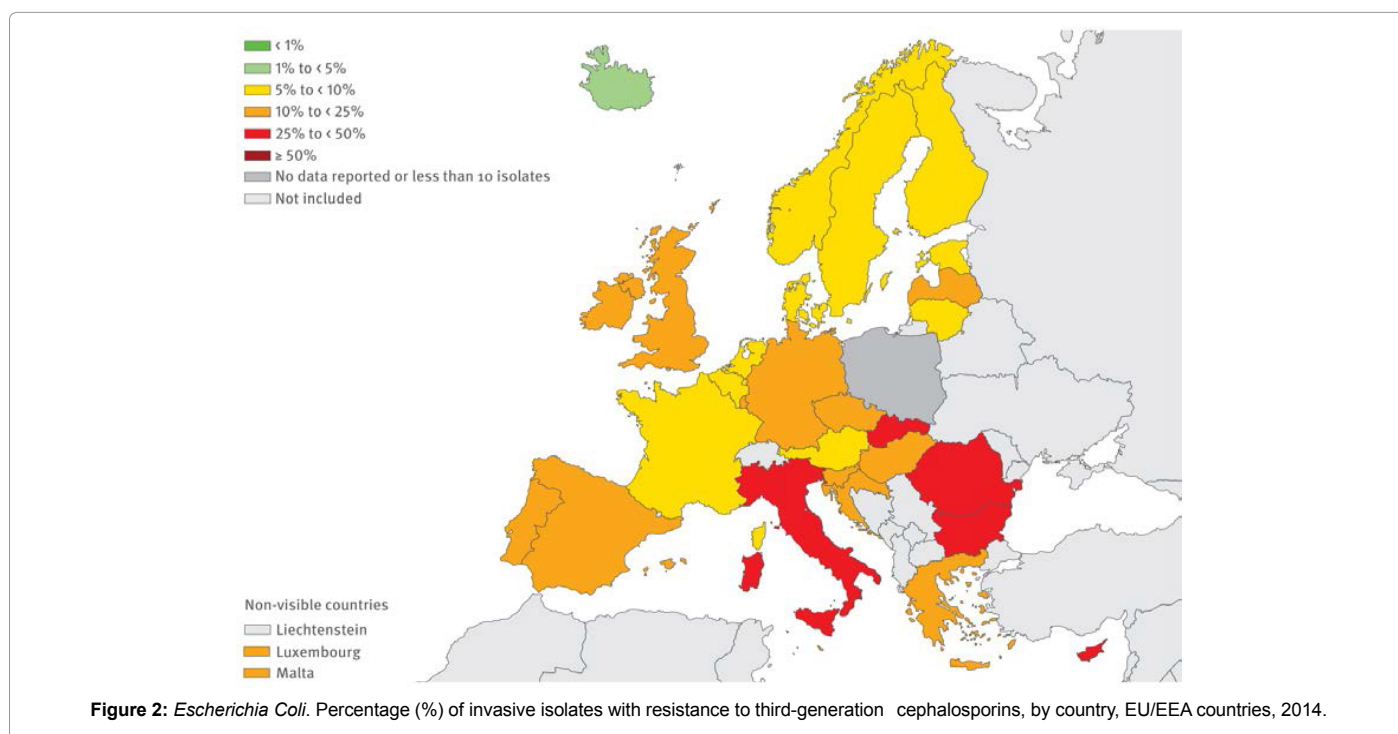 < 1%
1% to < 5%
5% to < 10%
10% to < 25%
25% to < 50%
≥ 50%
No data reported or less than 10 isolates
Not included
Non-visible countries
Liechtenstein
Luxembourg
Malta
Figure 2: Escherichia Coli. Percentage (%) of invasive isolates with resistance to third-generation cephalosporins, by country, EU/EEA countries, 2014.